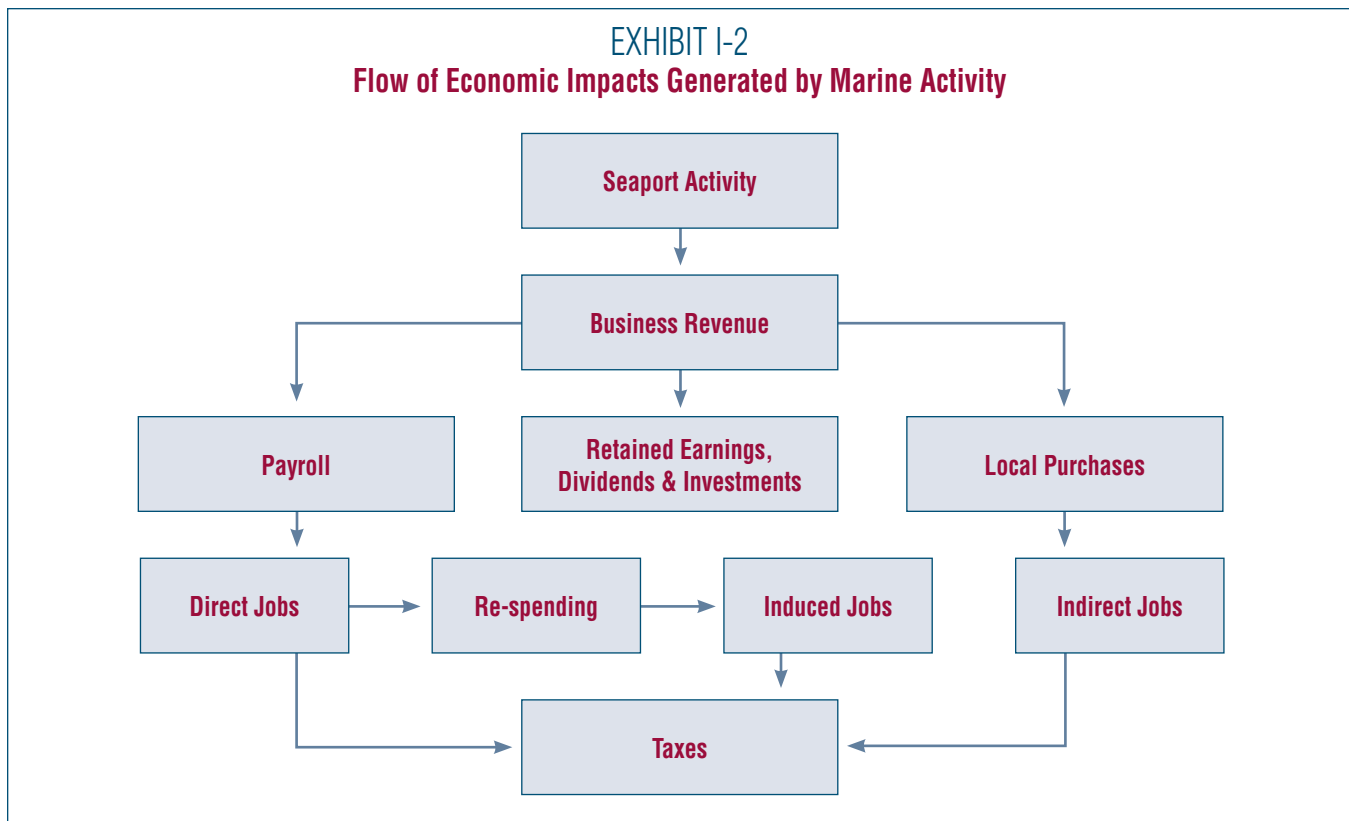 EXHIBIT I-2
Flow of Economic Impacts Generated by Marine Activity
Seaport Activity
Business Revenue
Payroll
Retained Earnings,
Dividends & Investments
Local Purchases
Direct Jobs
Re-spending
Induced Jobs
Indirect Jobs
Taxes